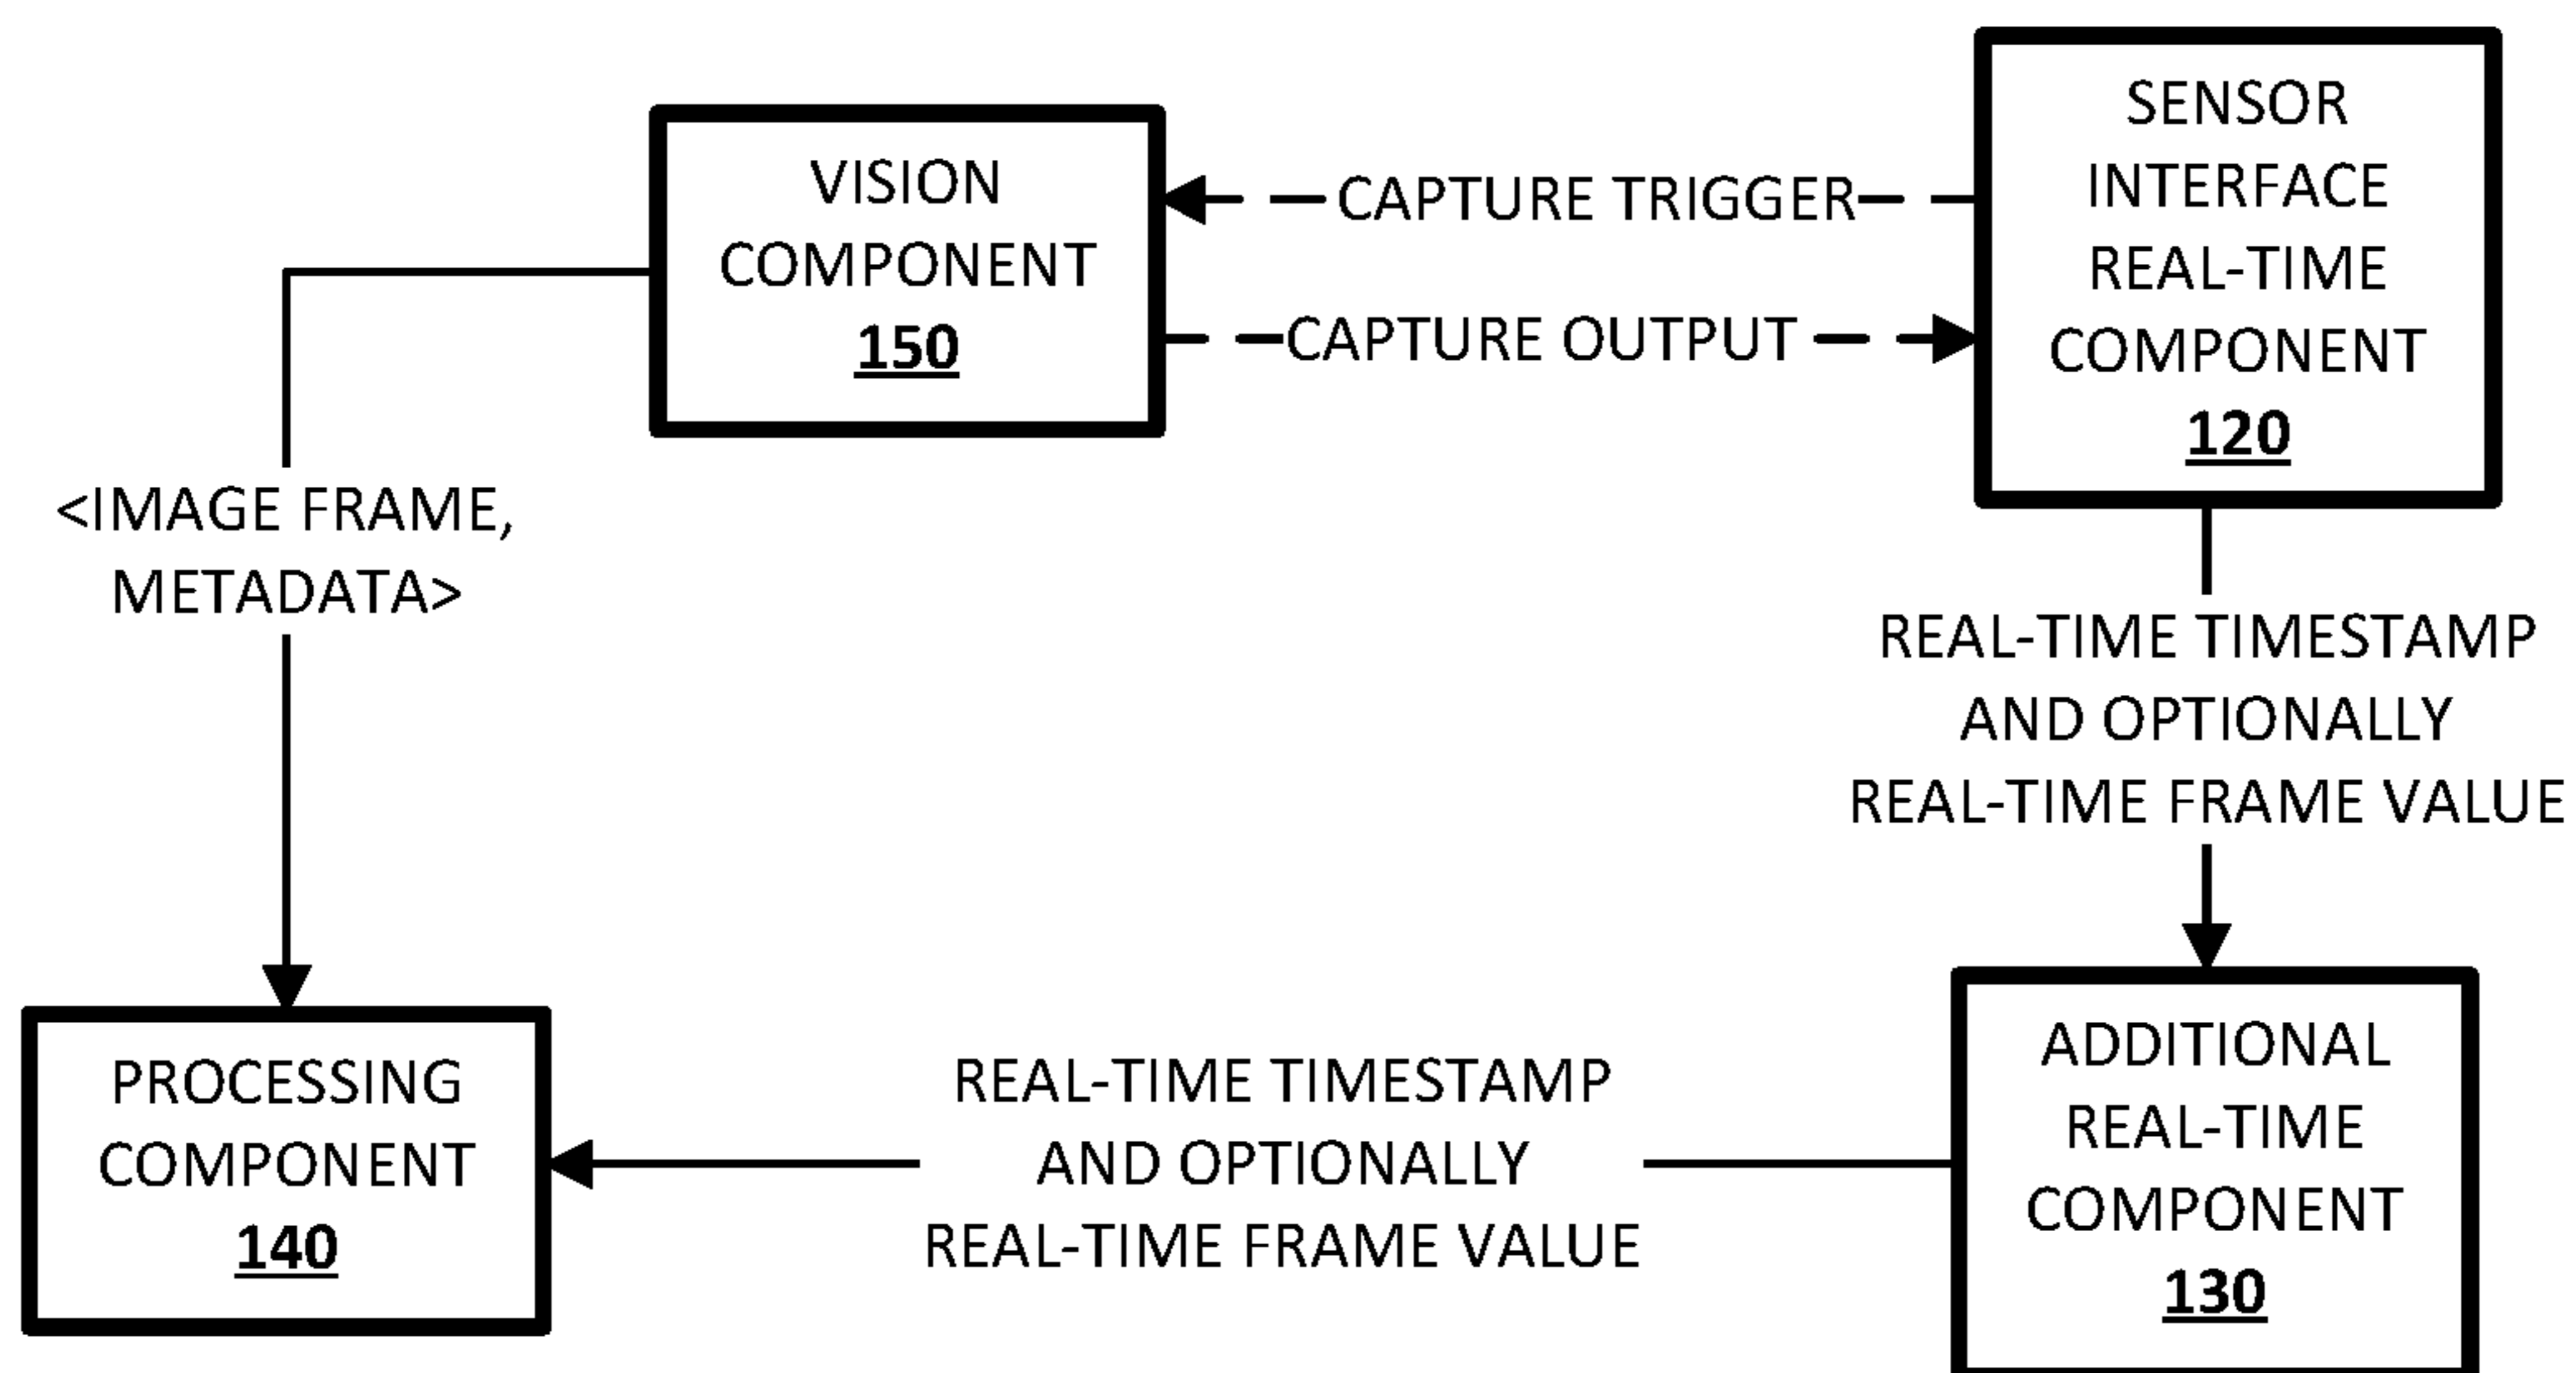 VISION
COMPONENT
150
CAPTURE TRIGGER
CAPTURE OUTPUT
SENSOR
INTERFACE
REAL-TIME
COMPONENT
120
<IMAGE FRAME,
METADATA>
REAL-TIME TIMESTAMP
AND OPTIONALLY
REAL-TIME FRAME VALUE
PROCESSING
COMPONENT
140
REAL-TIME TIMESTAMP
AND OPTIONALLY
REAL-TIME FRAME VALUE
ADDITIONAL
REAL-TIME
COMPONENT
130